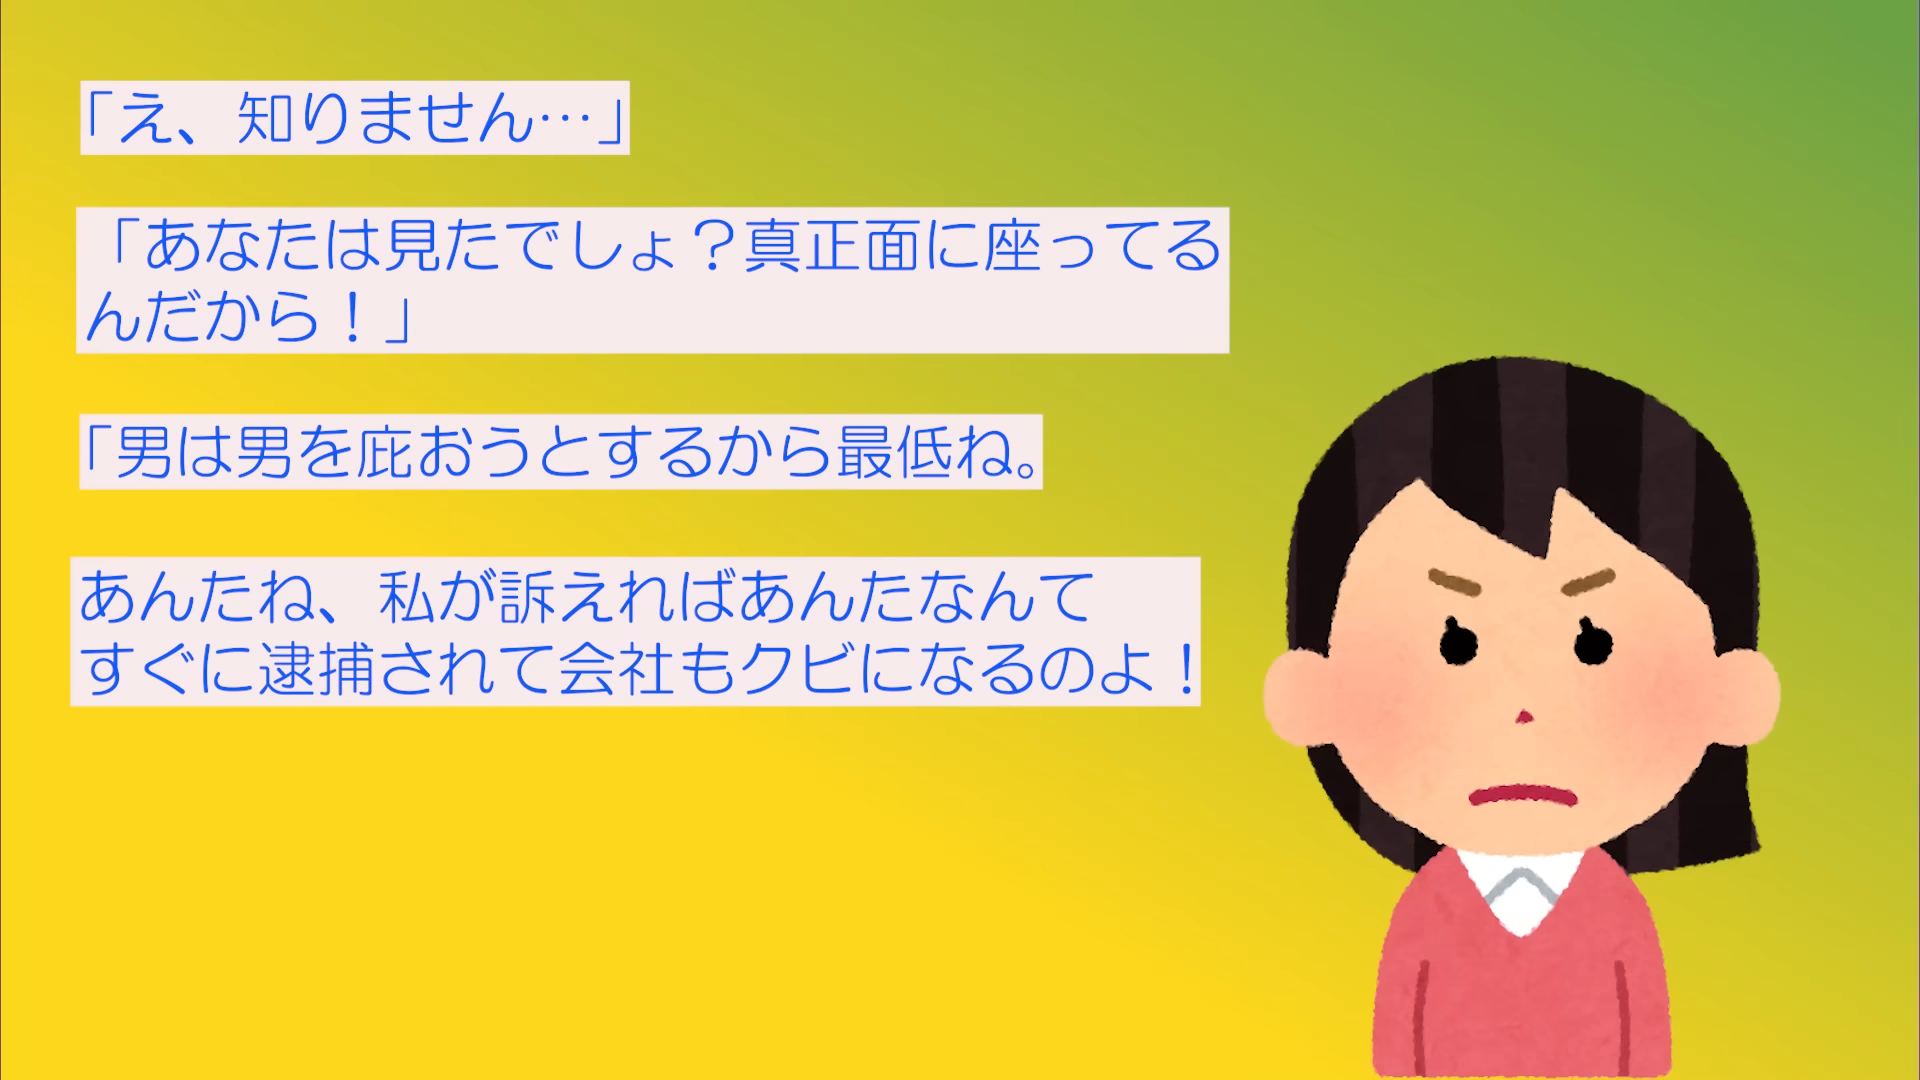 「え、知りません…」
「あなたは見たでしょ？真正面に座ってる
んだから！」
「男は男を庇おうとするから最低ね。
あんたね、私が訴えればあんたなんて
すぐに逮捕されて会社もクビになるのよ！